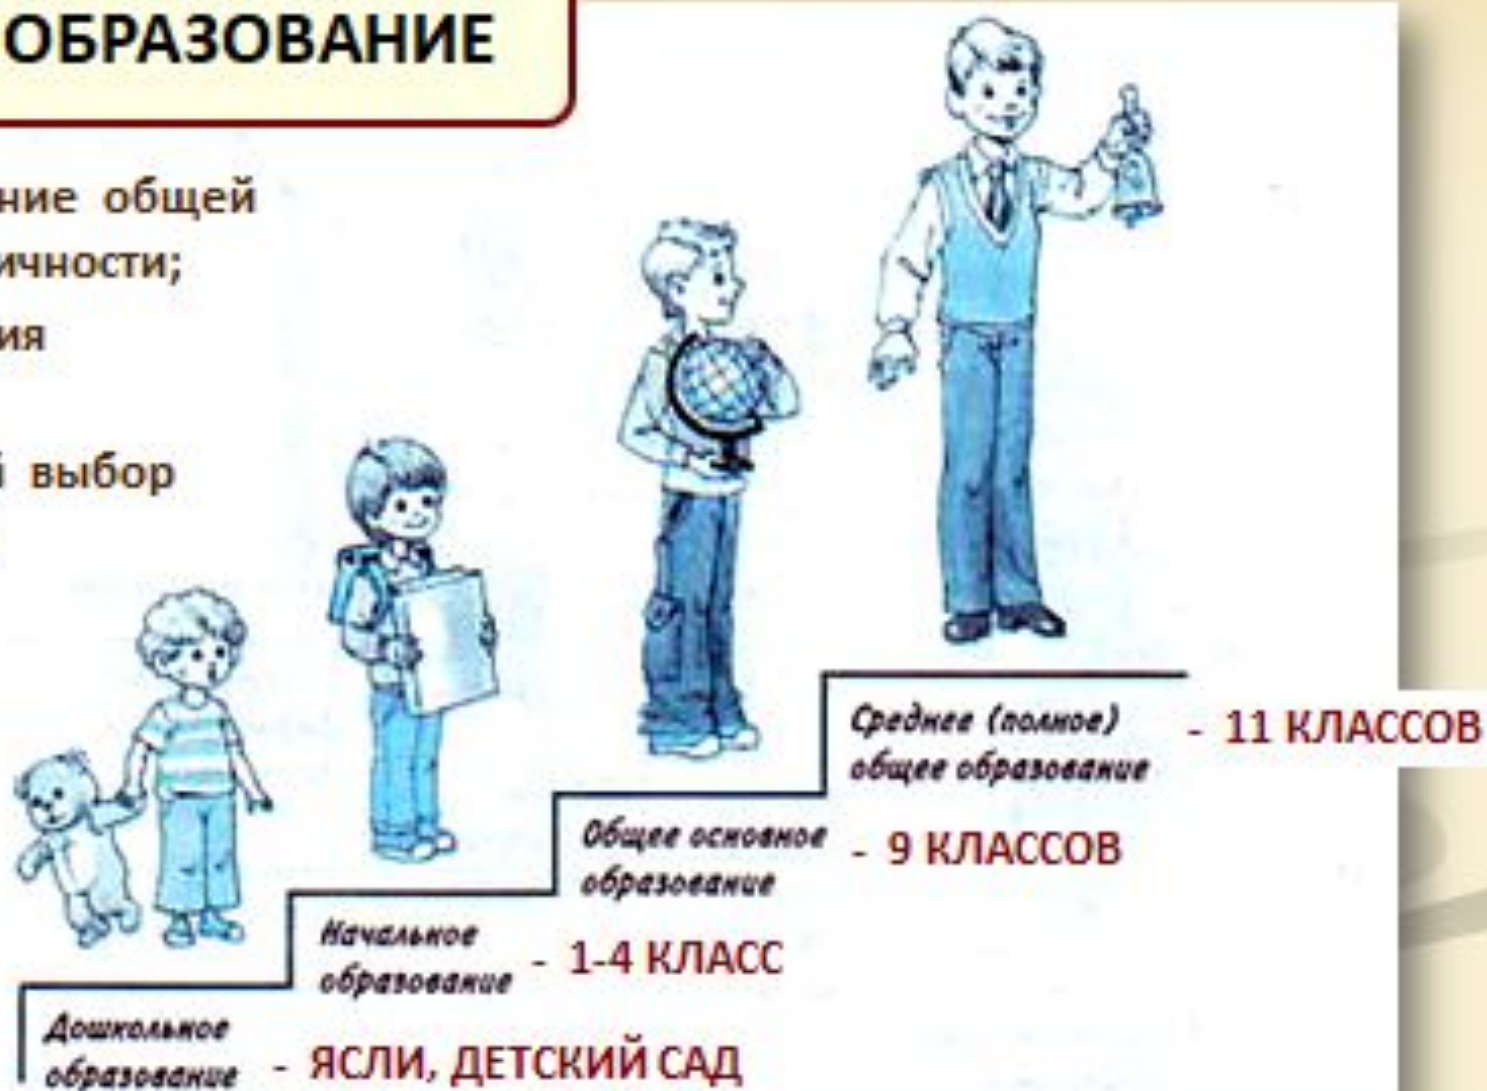 ОБРАЗОВАНИЕ
ние общей
ичности;
ия
выбор
Среднее (полное)
общее образование
- 11 КЛАССОВ
Общее основное
образование
- 9 КЛАССОВ
Начальное
образование
- 1-4 КЛАСС
Дошкольное
образование
- ЯСЛИ, ДЕТСКИЙ САД